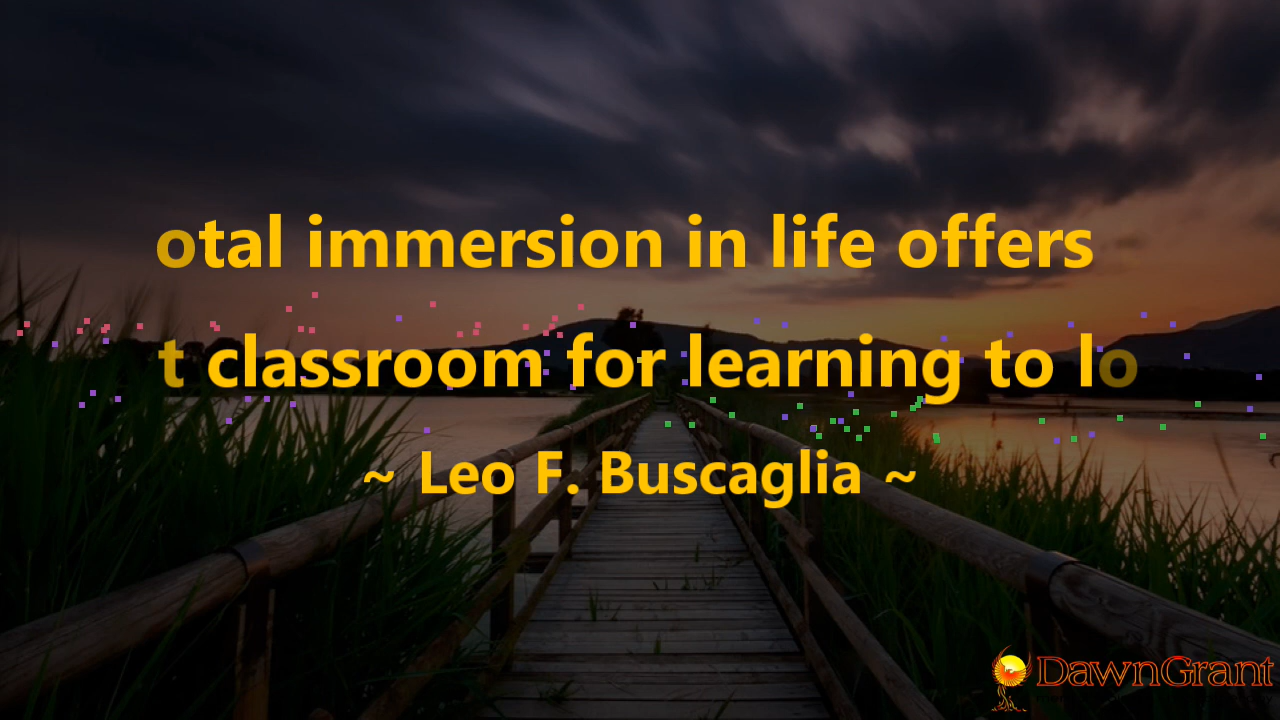 otal immersion in life offers
t classroom for learning to lo
~ Leo F. Buscaglia ~
DawnGrant